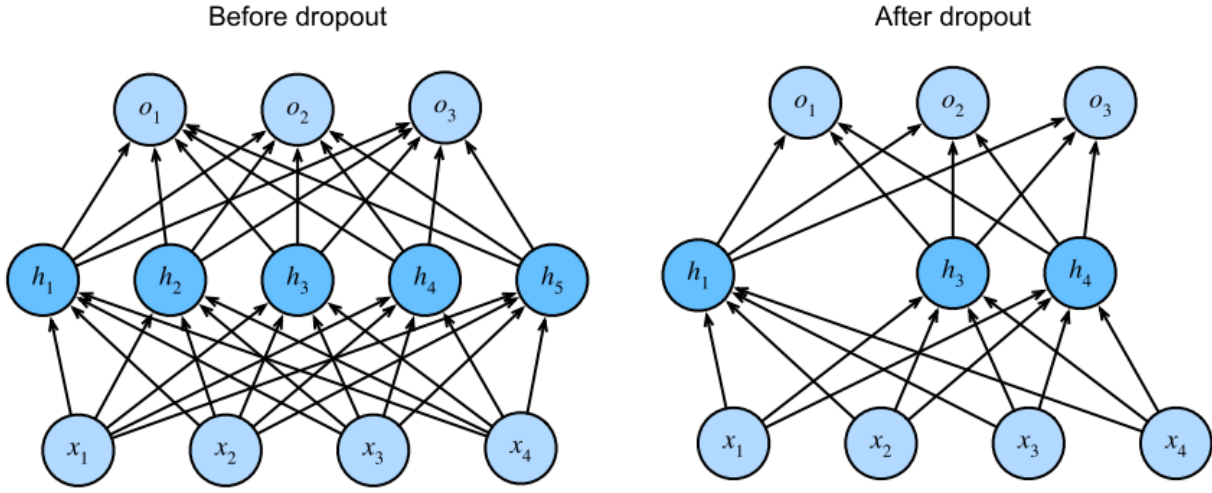 Before dropout
After dropout
o1 o2 o3
o1 o2 o3
h1 h2 h3 h4 h5
h1 h3 h4
x1 x2 x3 x4
x1 x2 x3 x4